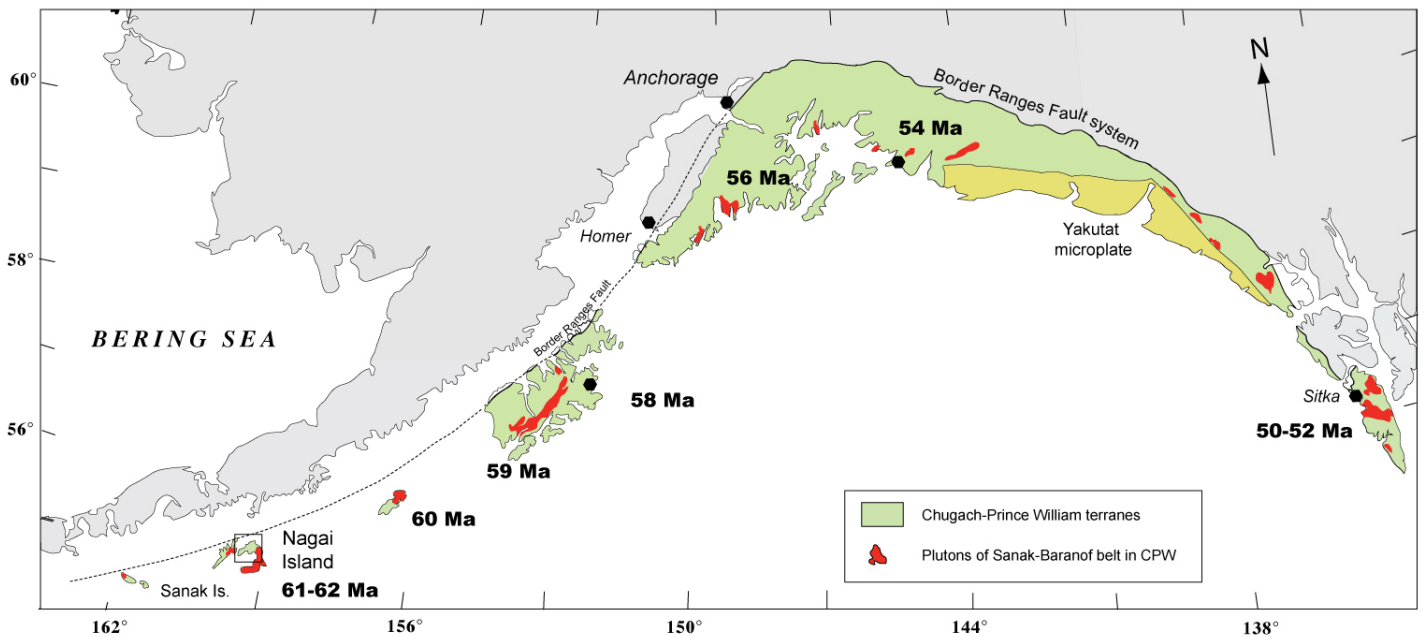 60°
Anchorage
Border Ranges Fault system
N
54 Ma
56 Ma
Homer
Yakutat
microplate
58°
Border Ranges Fault
BERING SEA
58 Ma
Sitka
56°
50-52 Ma
59 Ma
60 Ma
Chugach-Prince William terranes
Nagai
Island
Plutons of Sanak-Baranof belt in CPW
Sanak Is.
61-62 Ma
162°
156°
150°
144°
138°